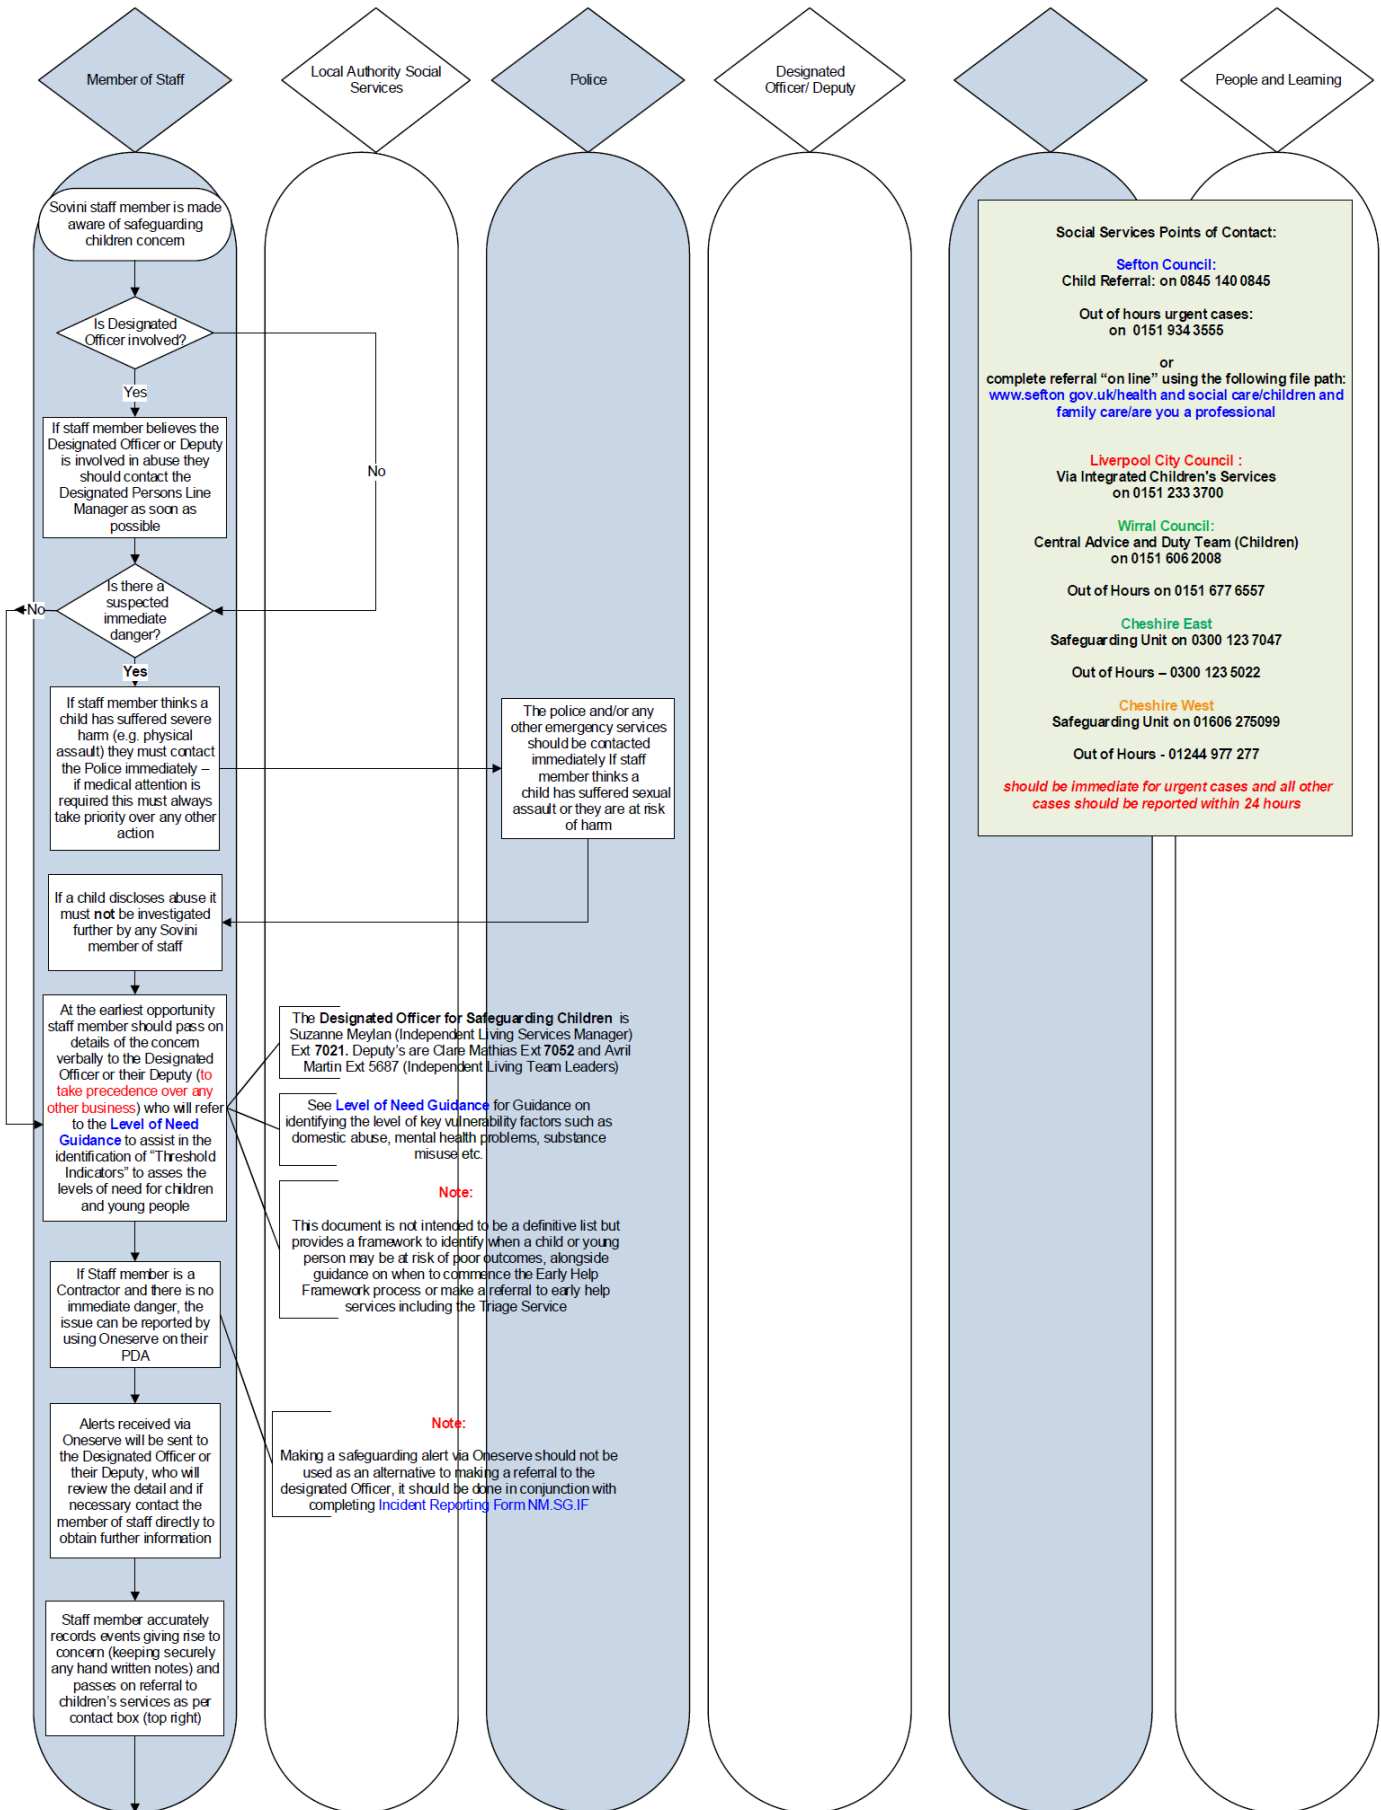 Member of Staff
Local Authority Social
Services
Police
Designated
Officer/ Deputy
People and Learning
Sovini staff member is made
aware of safeguarding
children concern
Is Designated
Officer involved?
Yes
No
If staff member believes the
Designated Officer or Deputy
is involved in abuse they
should contact the
Designated Persons Line
Manager as soon as
possible
Is there a
suspected
immediate
danger?
No
Yes
If staff member thinks a
child has suffered severe
harm (e.g. physical
assault) they must contact
the Police immediately –
if medical attention is
required this must always
take priority over any other
action
The police and/or any
other emergency services
should be contacted
immediately If staff
member thinks a
child has suffered sexual
assault or they are at risk
of harm
If a child discloses abuse it
must not be investigated
further by any Sovini
member of staff
At the earliest opportunity
staff member should pass on
details of the concern
verbally to the Designated
Officer or their Deputy (to
take precedence over any
other business) who will refer
to the Level of Need
Guidance to assist in the
identification of “Threshold
Indicators” to asses the
levels of need for children
and young people
The Designated Officer for Safeguarding Children is
Suzanne Meylan (Independent Living Services Manager)
Ext 7021. Deputy’s are Clare Mathias Ext 7052 and Avril
Martin Ext 5687 (Independent Living Team Leaders)
See Level of Need Guidance for Guidance on
identifying the level of key vulnerability factors such as
domestic abuse, mental health problems, substance
misuse etc.
Note:
This document is not intended to be a definitive list but
provides a framework to identify when a child or young
person may be at risk of poor outcomes, alongside
guidance on when to commence the Early Help
Framework process or make a referral to early help
services including the Triage Service
If Staff member is a
Contractor and there is no
immediate danger, the
issue can be reported by
using Oneserve on their
PDA
Alerts received via
Oneserve will be sent to
the Designated Officer or
their Deputy, who will
review the detail and if
necessary contact the
member of staff directly to
obtain further information
Note:
Making a safeguarding alert via Oneserve should not be
used as an alternative to making a referral to the
designated Officer, it should be done in conjunction with
completing Incident Reporting Form NM.SG.IF
Staff member accurately
records events giving rise to
concern (keeping securely
any hand written notes) and
passes on referral to
children’s services as per
contact box (top right)
Social Services Points of Contact:
Sefton Council:
Child Referral: on 0845 140 0845
Out of hours urgent cases:
on 0151 934 3555
or
complete referral “on line” using the following file path:
www.sefton gov.uk/health and social care/children and
family care/are you a professional
Liverpool City Council :
Via Integrated Children's Services
on 0151 233 3700
Wirral Council:
Central Advice and Duty Team (Children)
on 0151 606 2008
Out of Hours on 0151 677 6557
Cheshire East
Safeguarding Unit on 0300 123 7047
Out of Hours – 0300 123 5022
Cheshire West
Safeguarding Unit on 01606 275099
Out of Hours - 01244 977 277
should be immediate for urgent cases and all other
cases should be reported within 24 hours